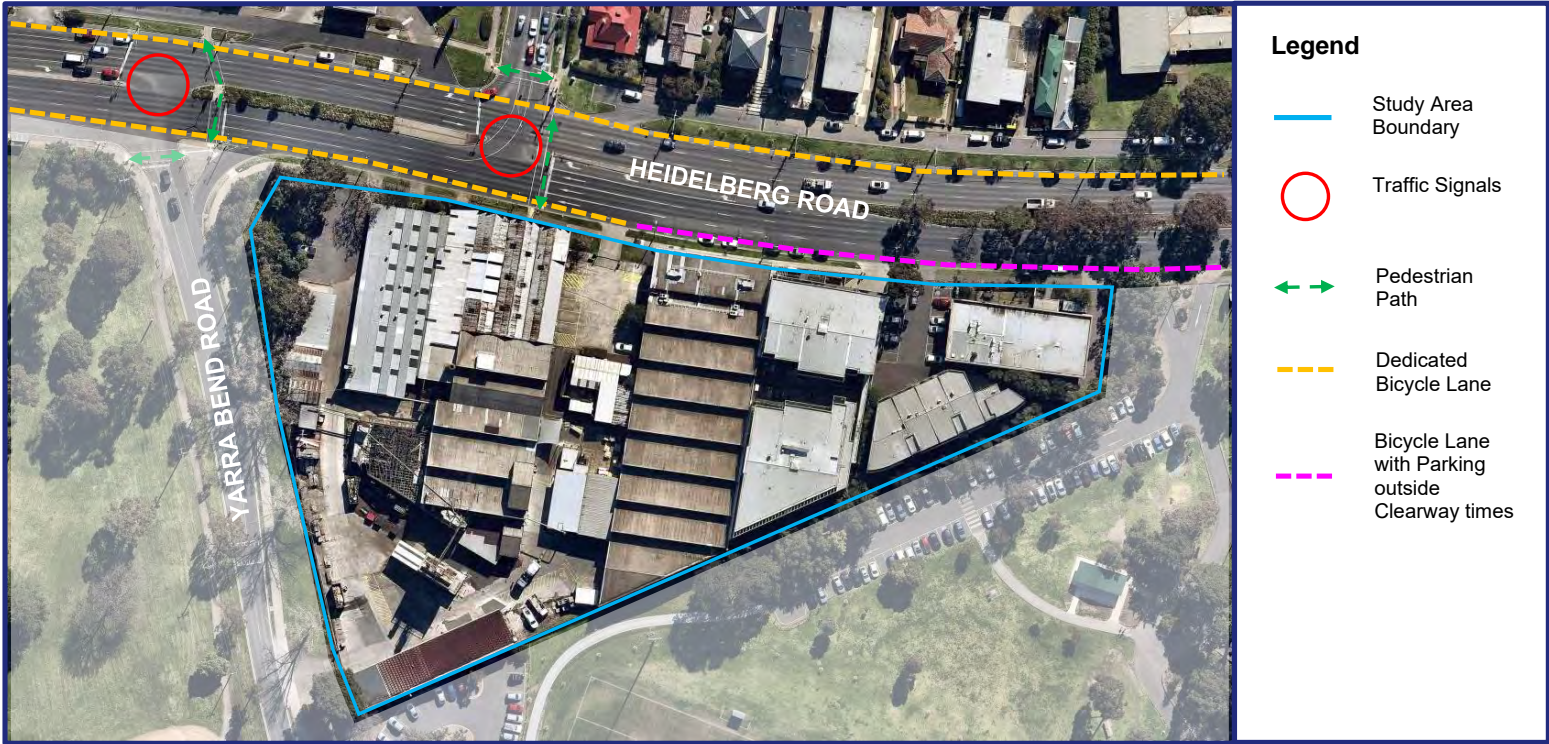 HEIDELBERG ROAD
YARRA BEND ROAD
Legend
Study Area
Boundary
Traffic Signals
Pedestrian
Path
Dedicated
Bicycle Lane
Bicycle Lane
with Parking
outside
Clearway times